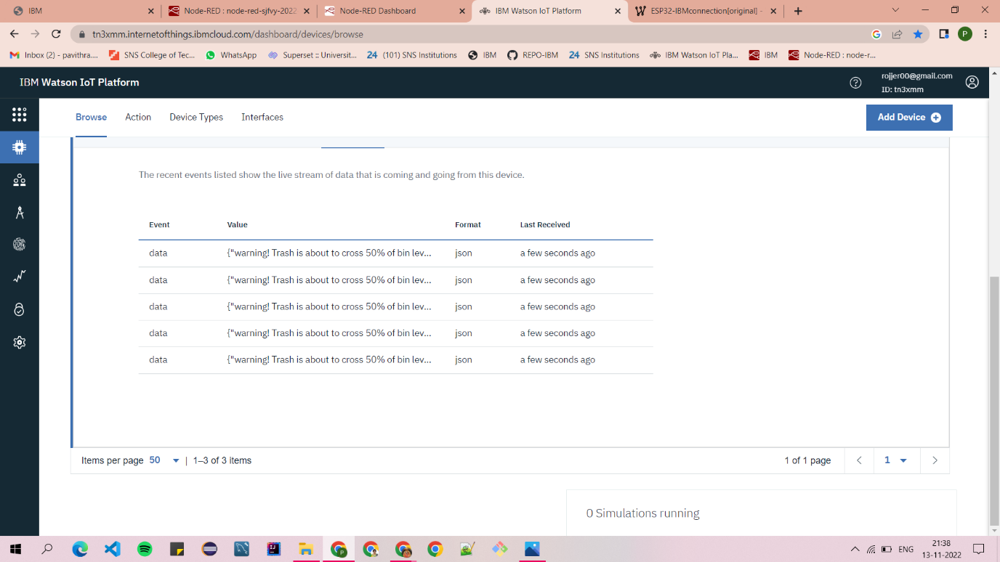 IBM
Node-RED : node-red-sjfvy-2022
Node-RED Dashboard
IBM Watson IoT Platform
ESP32-IBMconnection[original] -
tn3xmm.internetofthings.ibmcloud.com/dashboard/devices/browse
P
Inbox (2) - pavithra....
SNS College of Tec...
WhatsApp
Superset :: Universit...
24 (101) SNS Institutions
IBM
REPO-IBM
24 SNS Institutions
IBM Watson IoT Pla...
IBM
Node-RED : node-r...
IBM Watson IoT Platform
rojjer00@gmail.com
ID: tn3xmm
Browse Action Device Types Interfaces
Add Device
The recent events listed show the live stream of data that is coming and going from this device.
Event Value Format Last Received
data {"warning! Trash is about to cross 50% of bin lev... json a few seconds ago
data {"warning! Trash is about to cross 50% of bin lev... json a few seconds ago
data {"warning! Trash is about to cross 50% of bin lev... json a few seconds ago
data {"warning! Trash is about to cross 50% of bin lev... json a few seconds ago
data {"warning! Trash is about to cross 50% of bin lev... json a few seconds ago
Items per page 50 | 1–3 of 3 items
1 of 1 page
1
0 Simulations running
ENG
21:38
13-11-2022